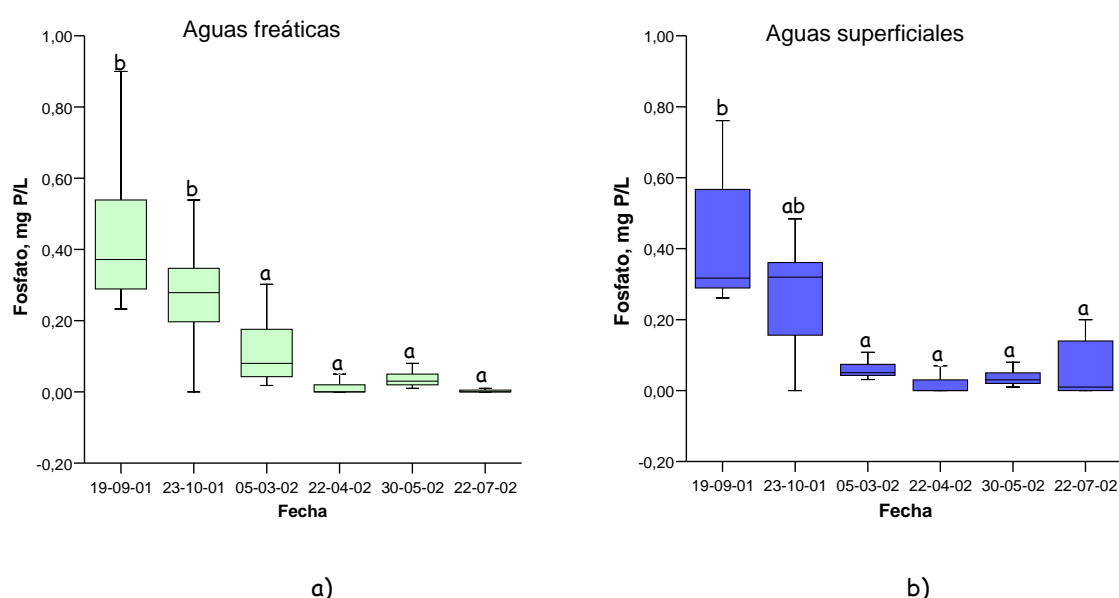 Aguas freáticas
1,00
0,80
0,60
0,40
0,20
0,00
-0,20
Fosfato, mg P/L
b
b
a
a
a
a
19-09-01 23-10-01 05-03-02 22-04-02 30-05-02 22-07-02
Fecha
a)
Aguas superficiales
1,00
0,80
0,60
0,40
0,20
0,00
-0,20
Fosfato, mg P/L
b
ab
a
a
a
a
19-09-01 23-10-01 05-03-02 22-04-02 30-05-02 22-07-02
Fecha
b)